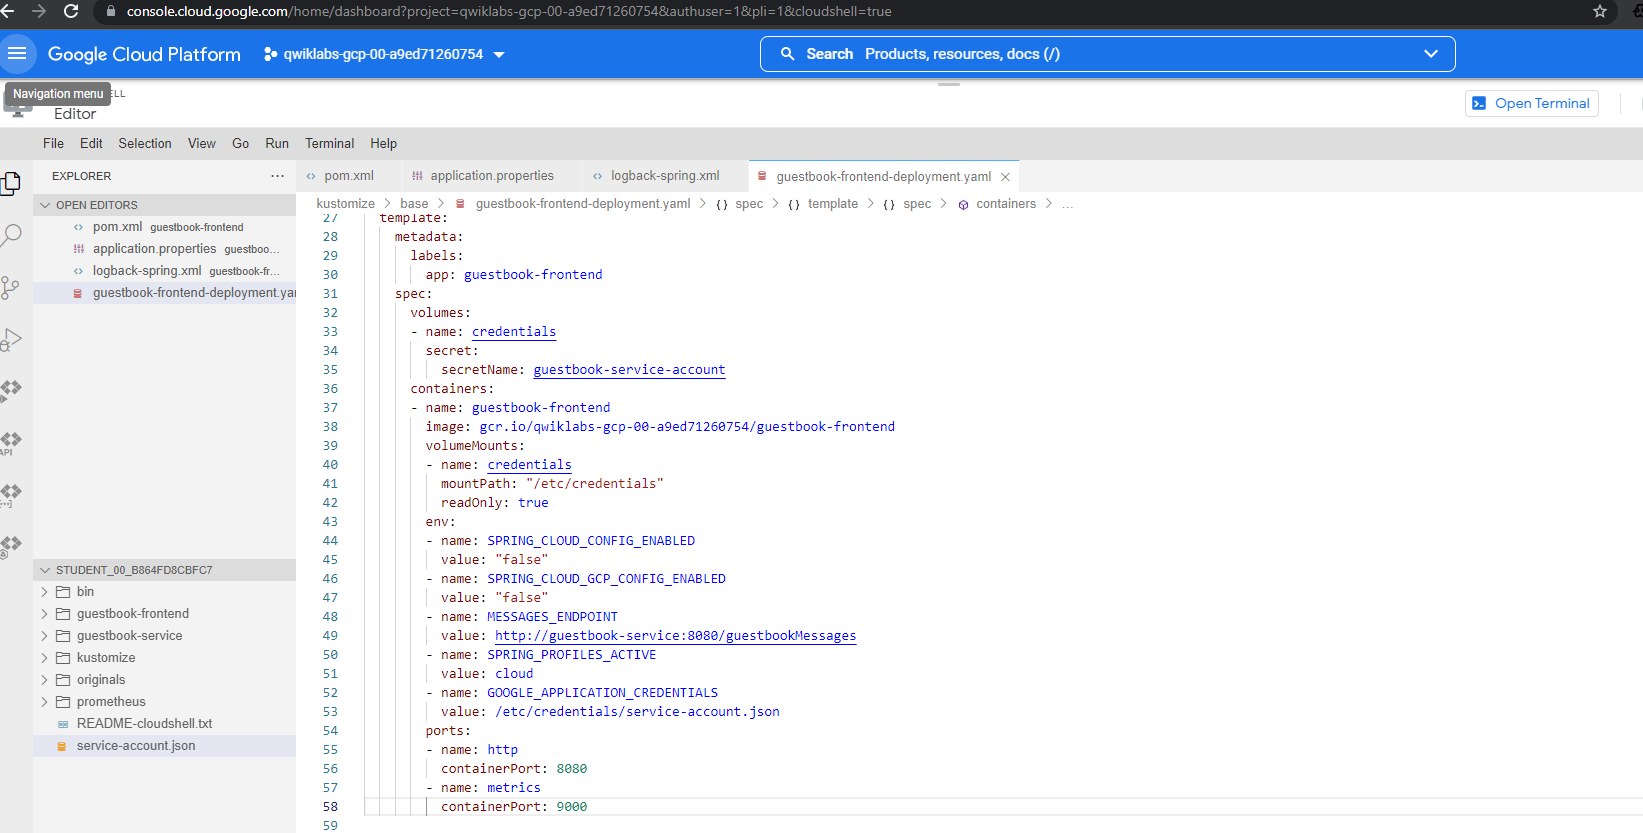 console.cloud.google.com/home/dashboard?project=qwiklabs-gcp-00-a9ed71260754&authuser=1&pli=1&cloudshell=true
Google Cloud Platform
qwiklabs-gcp-00-a9ed71260754
Search Products, resources, docs (/)
Navigation menu
ELL
Editor
Open Terminal
File Edit Selection View Go Run Terminal Help
EXPLORER
pom.xml
application.properties
logback-spring.xml
guestbook-frontend-deployment.yaml
OPEN EDITORS
pom.xml guestbook-frontend
application.properties guestboo...
logback-spring.xml guestbook-fr...
guestbook-frontend-deployment.yar
API
STUDENT_00_B864FD8CBFC7
bin
guestbook-frontend
guestbook-service
kustomize
originals
prometheus
README-cloudshell.txt
service-account.json
kustomize > base > guestbook-frontend-deployment.yaml > {} spec > {} template > {} spec > containers > ...
27 template:
28 metadata:
29 labels:
30 app: guestbook-frontend
31 spec:
32 volumes:
33 - name: credentials
34 secret:
35 secretName: guestbook-service-account
36 containers:
37 - name: guestbook-frontend
38 image: gcr.io/qwiklabs-gcp-00-a9ed71260754/guestbook-frontend
39 volumeMounts:
40 - name: credentials
41 mountPath: "/etc/credentials"
42 readOnly: true
43 env:
44 - name: SPRING_CLOUD_CONFIG_ENABLED
45 value: "false"
46 - name: SPRING_CLOUD_GCP_CONFIG_ENABLED
47 value: "false"
48 - name: MESSAGES_ENDPOINT
49 value: http://guestbook-service:8080/guestbookMessages
50 - name: SPRING_PROFILES_ACTIVE
51 value: cloud
52 - name: GOOGLE_APPLICATION_CREDENTIALS
53 value: /etc/credentials/service-account.json
54 ports:
55 - name: http
56 containerPort: 8080
57 - name: metrics
58 containerPort: 9000
59